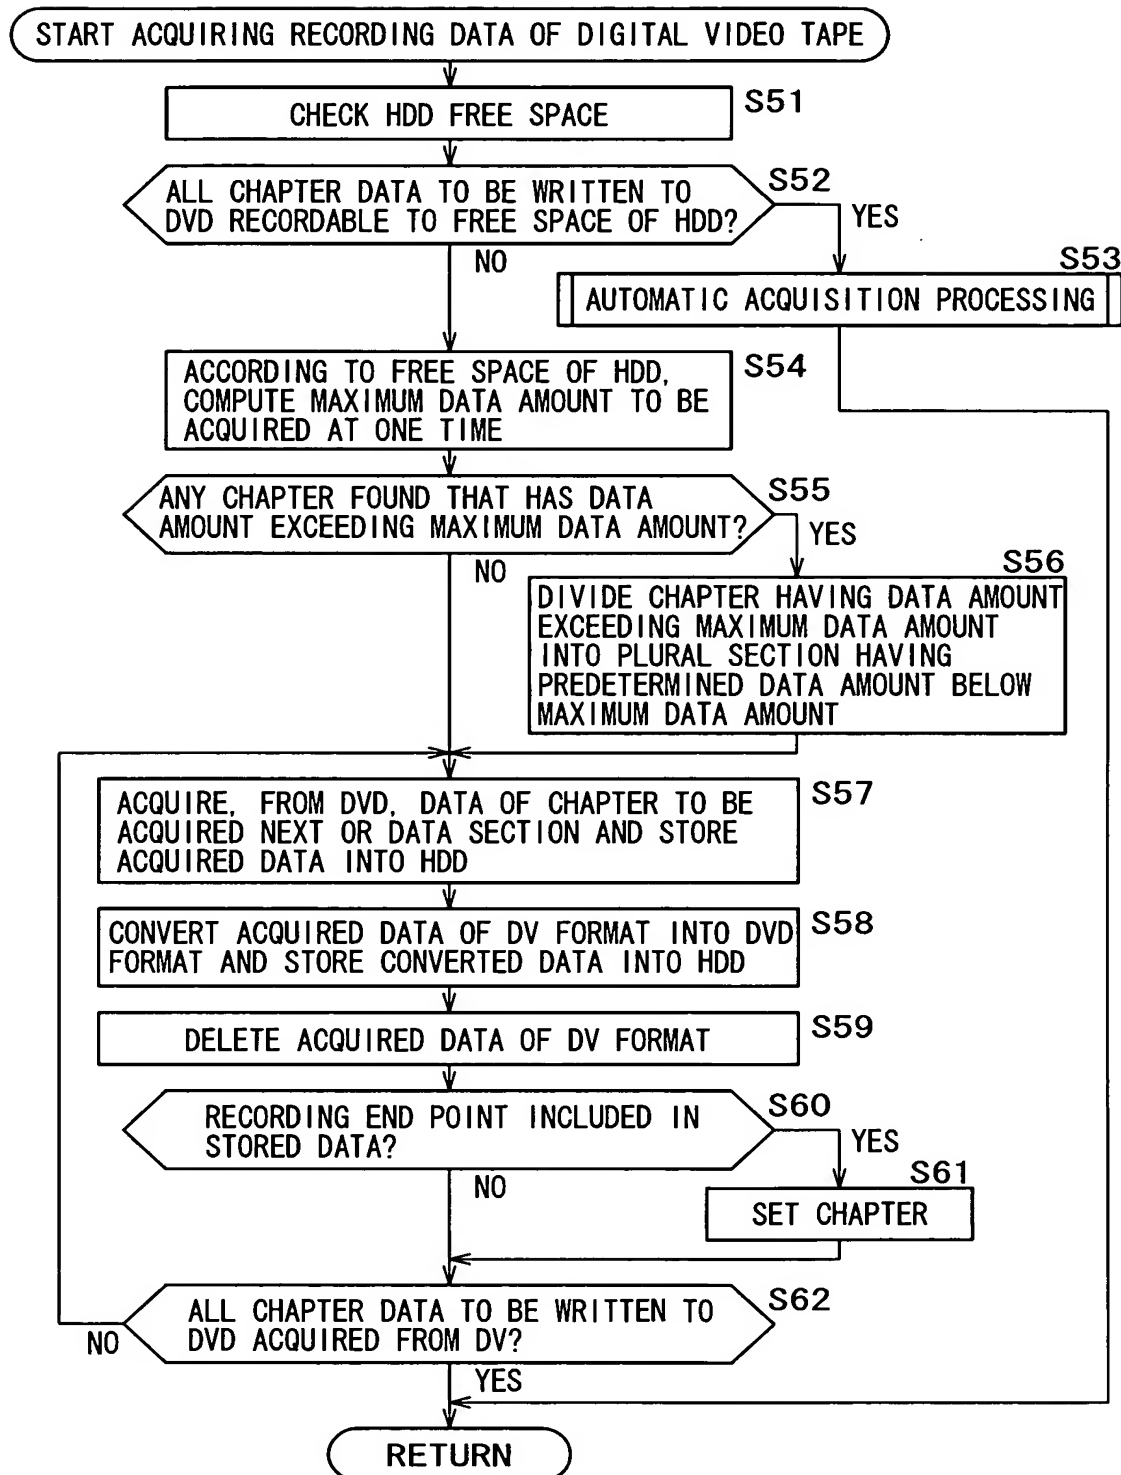 START ACQUIRING RECORDING DATA OF DIGITAL VIDEO TAPE
CHECK HDD FREE SPACE
S51
ALL CHAPTER DATA TO BE WRITTEN TO
DVD RECORDABLE TO FREE SPACE OF HDD?
S52
YES
NO
S53
AUTOMATIC ACQUISITION PROCESSING
ACCORDING TO FREE SPACE OF HDD,
COMPUTE MAXIMUM DATA AMOUNT TO BE
ACQUIRED AT ONE TIME
S54
ANY CHAPTER FOUND THAT HAS DATA
AMOUNT EXCEEDING MAXIMUM DATA AMOUNT?
S55
YES
NO
S56
DIVIDE CHAPTER HAVING DATA AMOUNT
EXCEEDING MAXIMUM DATA AMOUNT
INTO PLURAL SECTION HAVING
PREDETERMINED DATA AMOUNT BELOW
MAXIMUM DATA AMOUNT
ACQUIRE, FROM DVD, DATA OF CHAPTER TO BE
ACQUIRED NEXT OR DATA SECTION AND STORE
ACQUIRED DATA INTO HDD
S57
CONVERT ACQUIRED DATA OF DV FORMAT INTO DVD
FORMAT AND STORE CONVERTED DATA INTO HDD
S58
DELETE ACQUIRED DATA OF DV FORMAT
S59
RECORDING END POINT INCLUDED IN
STORED DATA?
S60
YES
NO
S61
SET CHAPTER
ALL CHAPTER DATA TO BE WRITTEN TO
DVD ACQUIRED FROM DV?
S62
NO
YES
RETURN